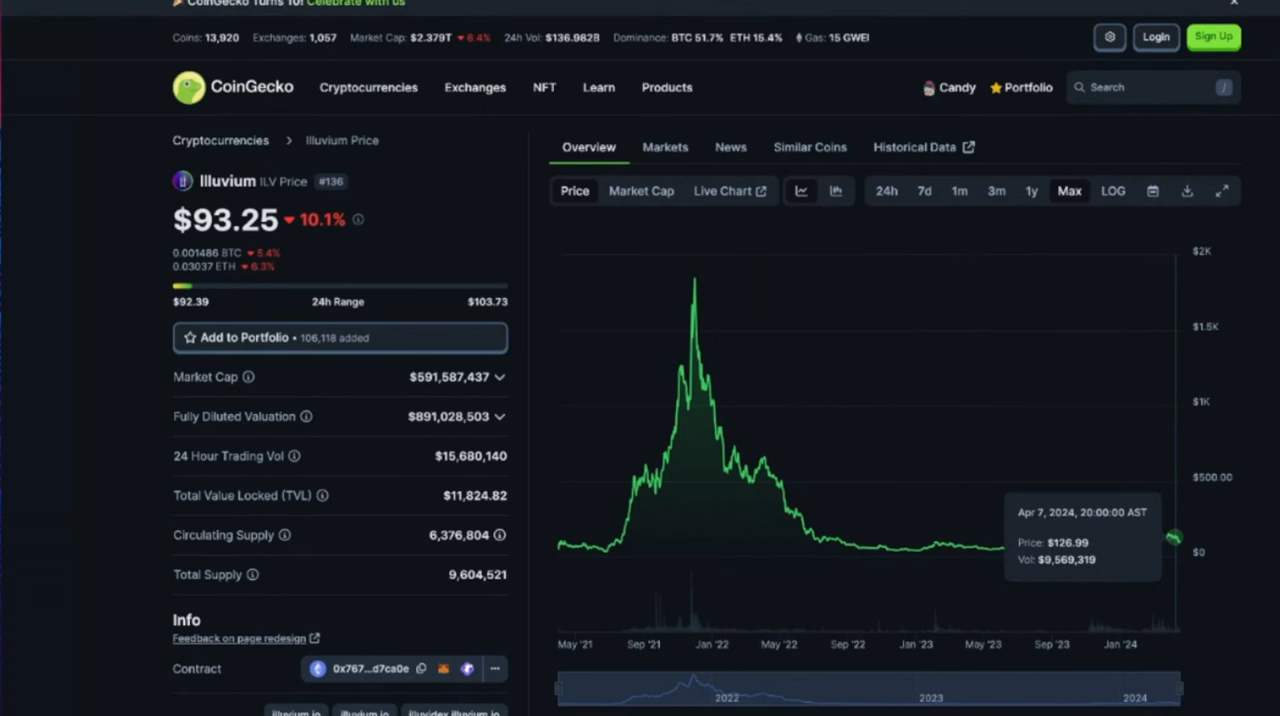 CoinGecko Turns 10! Celebrate with us
Coins: 13,920 Exchanges: 1,057 Market Cap: $2.379T 6.4% 24h Vol: $136.982B Dominance: BTC 51.7% ETH 15.4% Gas: 15 GWEI
Login
Sign Up
CoinGecko
Cryptocurrencies
Exchanges
NFT
Learn
Products
Candy
Portfolio
Search
/
Cryptocurrencies > Illuvium Price
Illuvium ILV Price #136
$93.25 10.1%
0.001486 BTC 5.4%
0.03037 ETH 6.3%
$92.39 24h Range $103.73
Add to Portfolio • 106,118 added
Market Cap $591,587,437
Fully Diluted Valuation $891,028,503
24 Hour Trading Vol $15,680,140
Total Value Locked (TVL) $11,824.82
Circulating Supply 6,376,804
Total Supply 9,604,521
Info
Feedback on page redesign
Contract 0x767...d7ca0e
illuvium.io illuvium.io illuvidex.illuvium.io
Overview Markets News Similar Coins Historical Data
Price Market Cap Live Chart 24h 7d 1m 3m 1y Max LOG
$2K
$1.5K
$1K
$500.00
$0
Apr 7, 2024, 20:00:00 AST
Price: $126.99
Vol: $9,569,319
May '21 Sep '21 Jan '22 May '22 Sep '22 Jan '23 May '23 Sep '23 Jan '24
2022 2023 2024